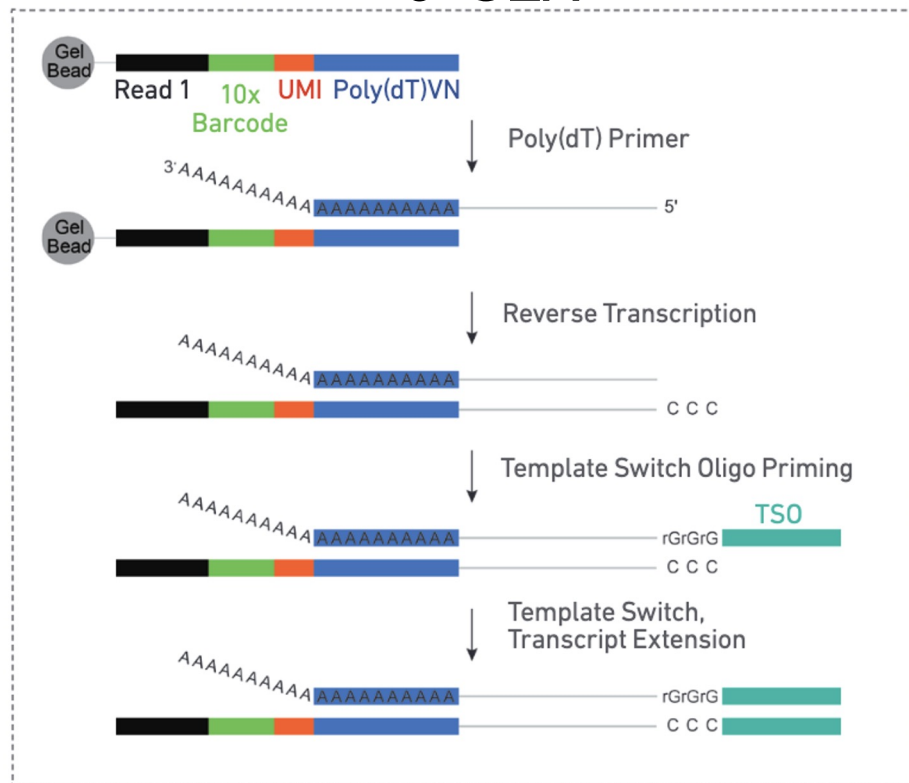 Gel
Bead
Read 1
10x
Barcode
UMI
Poly(dT)VN
Poly(dT) Primer
3'AAAAAAAAAA
AAAAAAAAAA
5'
Gel
Bead
Reverse Transcription
AAAAAAAAAA
AAAAAAAAAA
C C C
Template Switch Oligo Priming
TSO
AAAAAAAAAA
AAAAAAAAAA
rGrGrG
C C C
Template Switch,
Transcript Extension
AAAAAAAAAA
AAAAAAAAAA
rGrGrG
C C C